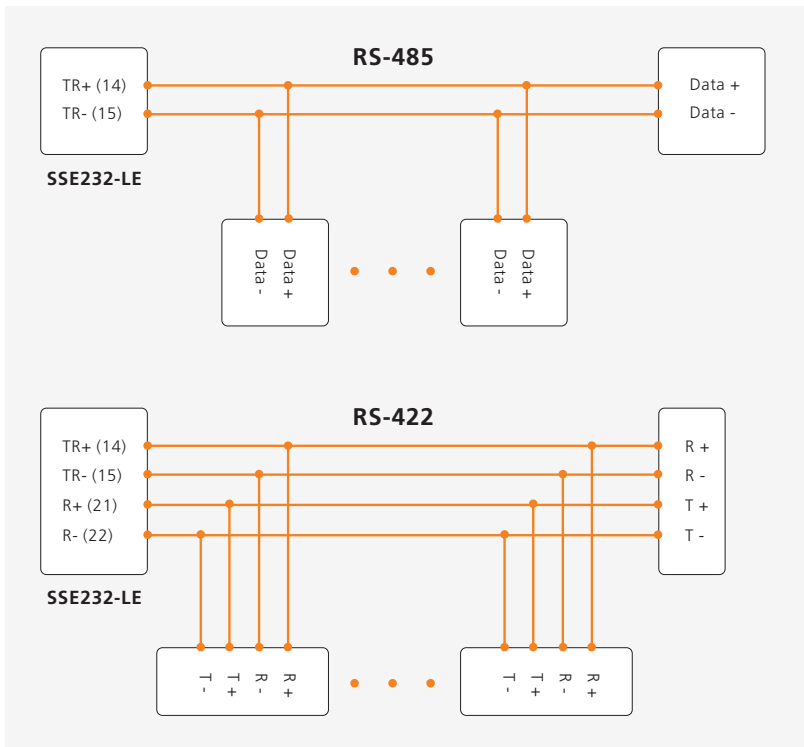 RS-485
TR+ (14)
TR- (15)
Data +
Data -
SSE232-LE
Data -
Data +
Data -
Data +
RS-422
TR+ (14)
TR- (15)
R+ (21)
R- (22)
R +
R -
T +
T -
SSE232-LE
T -
T +
R -
R +
T -
T +
R -
R +